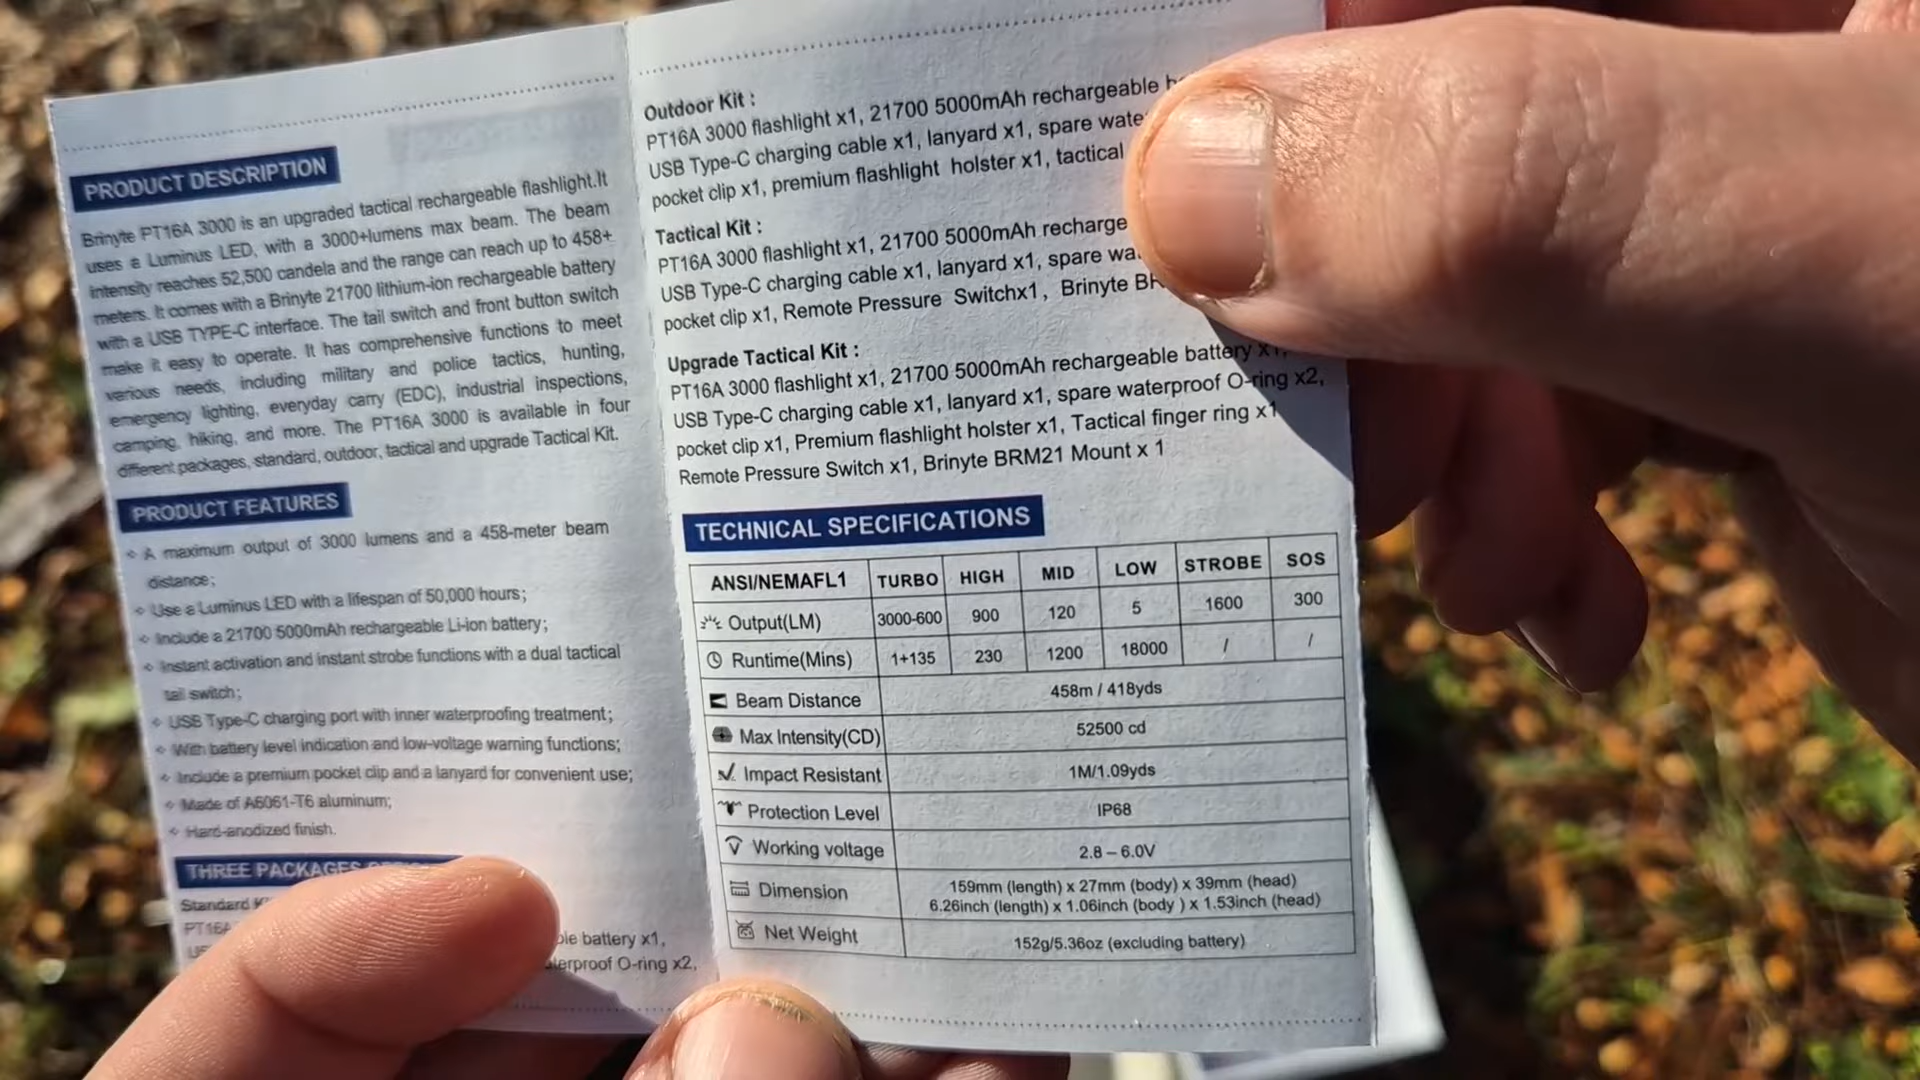 PRODUCT DESCRIPTION
Brinyte PT16A 3000 is an upgraded tactical rechargeable flashlight.It
uses a Luminus LED, with a 3000+lumens max beam. The beam
intensity reaches 52,500 candela and the range can reach up to 458+
meters. It comes with a Brinyte 21700 lithium-ion rechargeable battery
with a USB TYPE-C interface. The tail switch and front button switch
make it easy to operate. It has comprehensive functions to meet
various needs, including military and police tactics, hunting,
emergency lighting, everyday carry (EDC), industrial inspections,
camping, hiking, and more. The PT16A 3000 is available in four
different packages, standard, outdoor, tactical and upgrade Tactical Kit.
PRODUCT FEATURES
A maximum output of 3000 lumens and a 458-meter beam
distance;
Use a Luminus LED with a lifespan of 50,000 hours;
Include a 21700 5000mAh rechargeable Li-ion battery;
Instant activation and instant strobe functions with a dual tactical
tail switch;
USB Type-C charging port with inner waterproofing treatment;
With battery level indication and low-voltage warning functions;
Include a premium pocket clip and a lanyard for convenient use;
Made of A6061-T6 aluminum;
Hard-anodized finish.
THREE PACKAGES
Standard
PT16A
battery x1,
O-ring x2,
Outdoor Kit :
PT16A 3000 flashlight x1, 21700 5000mAh rechargeable
USB Type-C charging cable x1, lanyard x1, spare
pocket clip x1, premium flashlight holster x1, tactical
Tactical Kit :
PT16A 3000 flashlight x1, 21700 5000mAh
USB Type-C charging cable x1, lanyard x1, spare
pocket clip x1, Remote Pressure Switchx1, Brinyte
Upgrade Tactical Kit :
PT16A 3000 flashlight x1, 21700 5000mAh rechargeable battery x1,
USB Type-C charging cable x1, lanyard x1, spare waterproof O-ring x2,
pocket clip x1, Premium flashlight holster x1, Tactical finger ring x1
Remote Pressure Switch x1, Brinyte BRM21 Mount x 1
TECHNICAL SPECIFICATIONS
ANSI/NEMAFL1 TURBO HIGH MID LOW STROBE SOS
Output(LM) 3000-600 900 120 5 1600 300
Runtime(Mins) 1+135 230 1200 18000 / /
Beam Distance 458m / 418yds
Max Intensity(CD) 52500 cd
Impact Resistant 1M/1.09yds
Protection Level IP68
Working voltage 2.8 – 6.0V
Dimension 159mm (length) x 27mm (body) x 39mm (head)
6.26inch (length) x 1.06inch (body ) x 1.53inch (head)
Net Weight 152g/5.36oz (excluding battery)